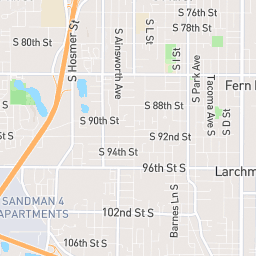 S 76th St
S 78th St
S 80th St
S Hosmer St
S Ainsworth Ave
S L St
S I St
S Park Ave
Tacoma Ave S
S D St
Fern
S 88th St
S 90th St
S 92nd St
S 94th St
96th St S
Larchm
SANDMAN 4
APARTMENTS
102nd St S
Barnes Ln S
106th St S